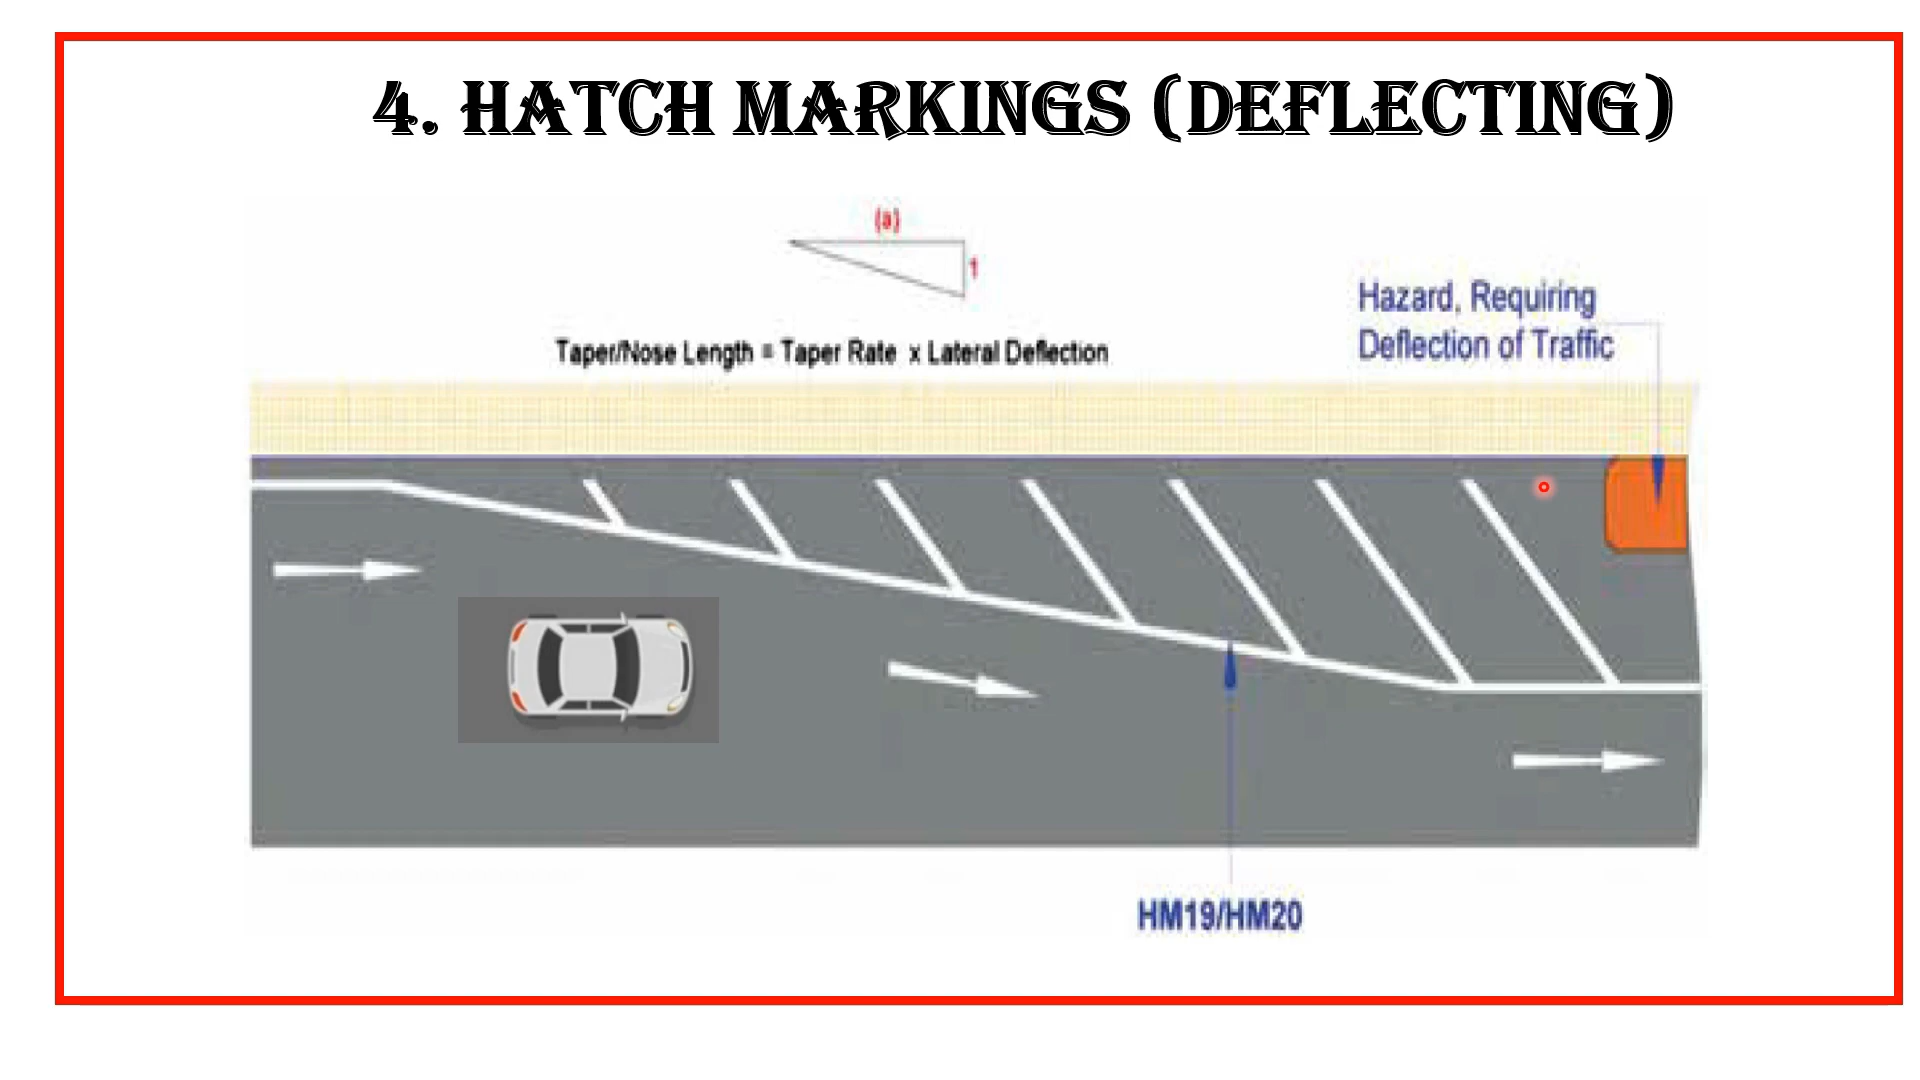 4. HATCH MARKINGS (DEFLECTING)
(a)
1
Hazard, Requiring
Deflection of Traffic
Taper/Nose Length = Taper Rate x Lateral Deflection
HM19/HM20